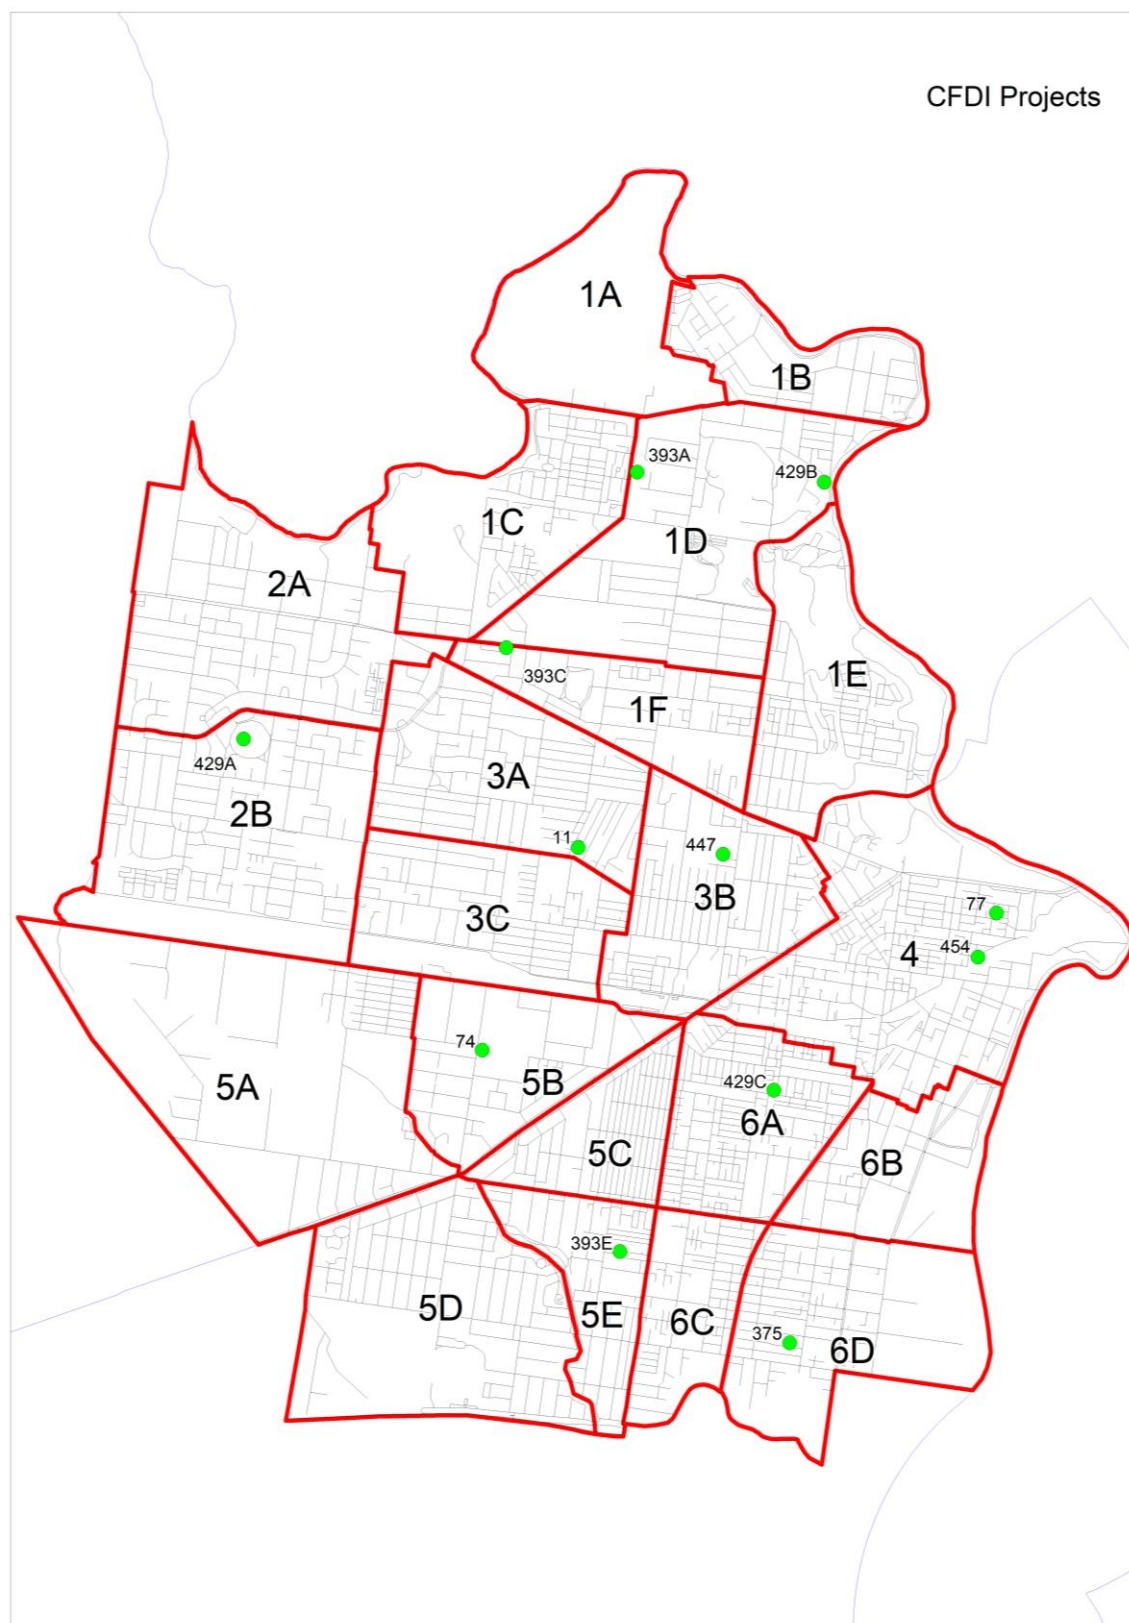 CFDI Projects
1A
1B
393A
429B
1C
1D
2A
393C
1E
1F
429A
3A
2B
11
447
3B
3C
77
454
4
74
5B
5A
429C
6A
5C
6B
393E
5D
5E
6C
375
6D